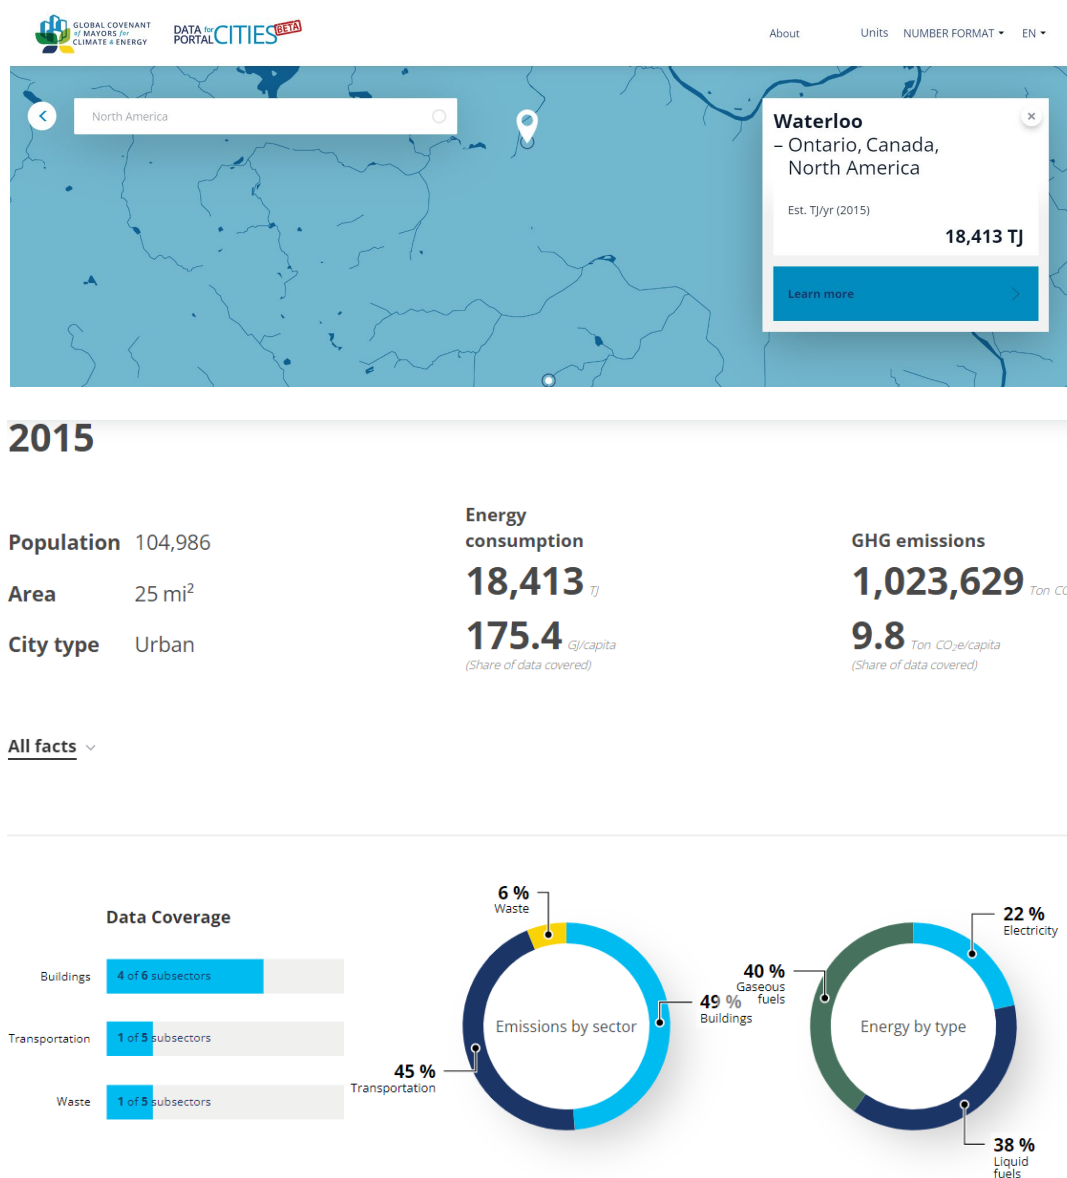 GLOBAL COVENANT
of MAYORS for
CLIMATE & ENERGY
DATA for
PORTAL CITIES BETA
About
Units
NUMBER FORMAT
EN
North America
Waterloo
– Ontario, Canada,
North America
Est. TJ/yr (2015)
18,413 TJ
Learn more
2015
Population 104,986
Area 25 mi²
City type Urban
Energy
consumption
18,413 TJ
175.4 GJ/capita
(Share of data covered)
GHG emissions
1,023,629 Ton CO
9.8 Ton CO₂e/capita
(Share of data covered)
All facts
Data Coverage
Buildings 4 of 6 subsectors
Transportation 1 of 5 subsectors
Waste 1 of 5 subsectors
6 %
Waste
49 %
Buildings
Emissions by sector
45 %
Transportation
22 %
Electricity
40 %
Gaseous
fuels
Energy by type
38 %
Liquid
fuels